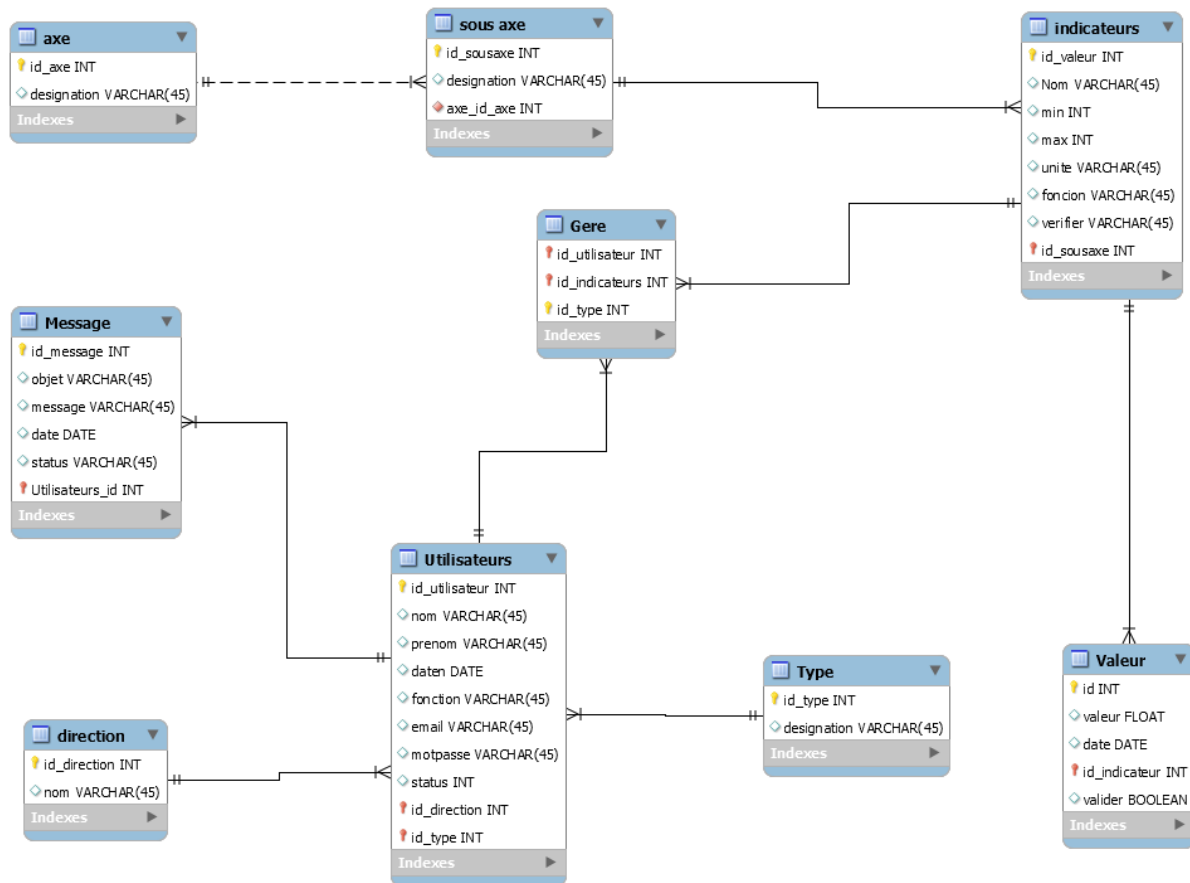 axe
id_axe INT
designation VARCHAR(45)
Indexes
sous axe
id_sousaxe INT
designation VARCHAR(45)
axe_id_axe INT
Indexes
indicateurs
id_valeur INT
Nom VARCHAR(45)
min INT
max INT
unite VARCHAR(45)
foncion VARCHAR(45)
verifier VARCHAR(45)
id_sousaxe INT
Indexes
Gere
id_utilisateur INT
id_indicateurs INT
id_type INT
Indexes
Message
id_message INT
objet VARCHAR(45)
message VARCHAR(45)
date DATE
status VARCHAR(45)
Utilisateurs_id INT
Indexes
Utilisateurs
id_utilisateur INT
nom VARCHAR(45)
prenom VARCHAR(45)
daten DATE
fonction VARCHAR(45)
email VARCHAR(45)
motpasse VARCHAR(45)
status INT
id_direction INT
id_type INT
Indexes
Type
id_type INT
designation VARCHAR(45)
Indexes
Valeur
id INT
valeur FLOAT
date DATE
id_indicateur INT
valider BOOLEAN
Indexes
direction
id_direction INT
nom VARCHAR(45)
Indexes